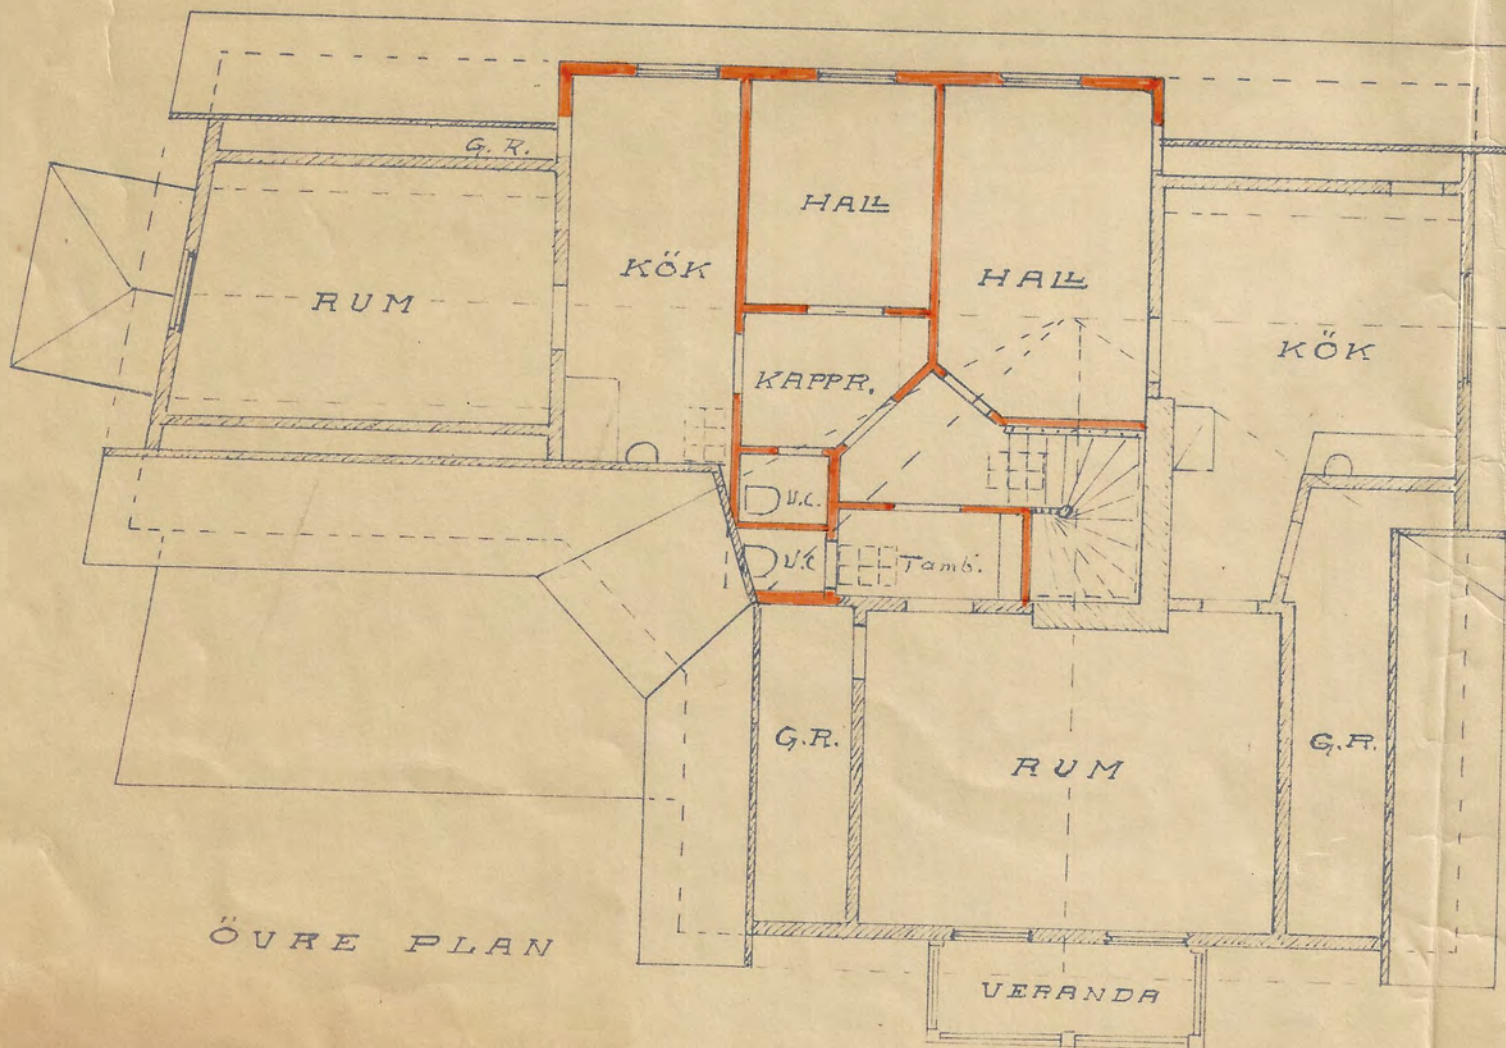 G. R.
HALL
KÖK
HALL
RUM
KÖK
KAPPR.
V.C.
V.C
Tamb.
G.R.
G.R.
RUM
ÖVRE PLAN
VERANDA